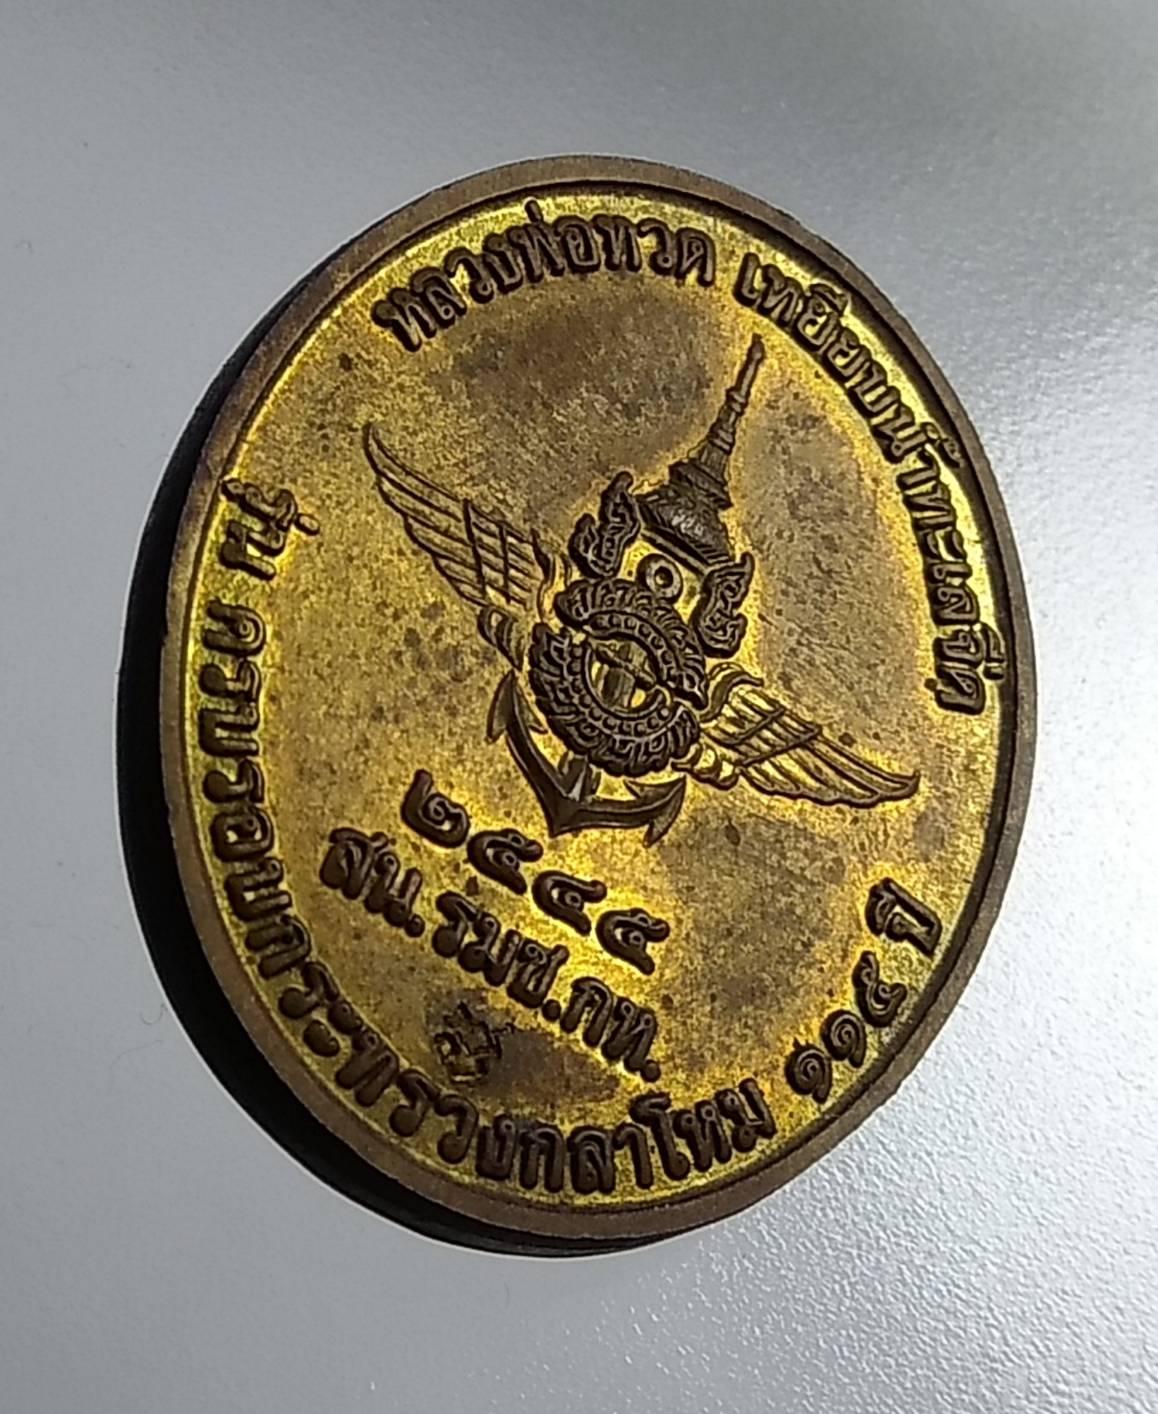 หลวงพ่อทวด เหยียบน้ำทะเลจืด
๒๕๔๕
สน.รมช.กห.
รุ่น ครบรอบกระทรวงกลาโหม ๑๑๕ ปี